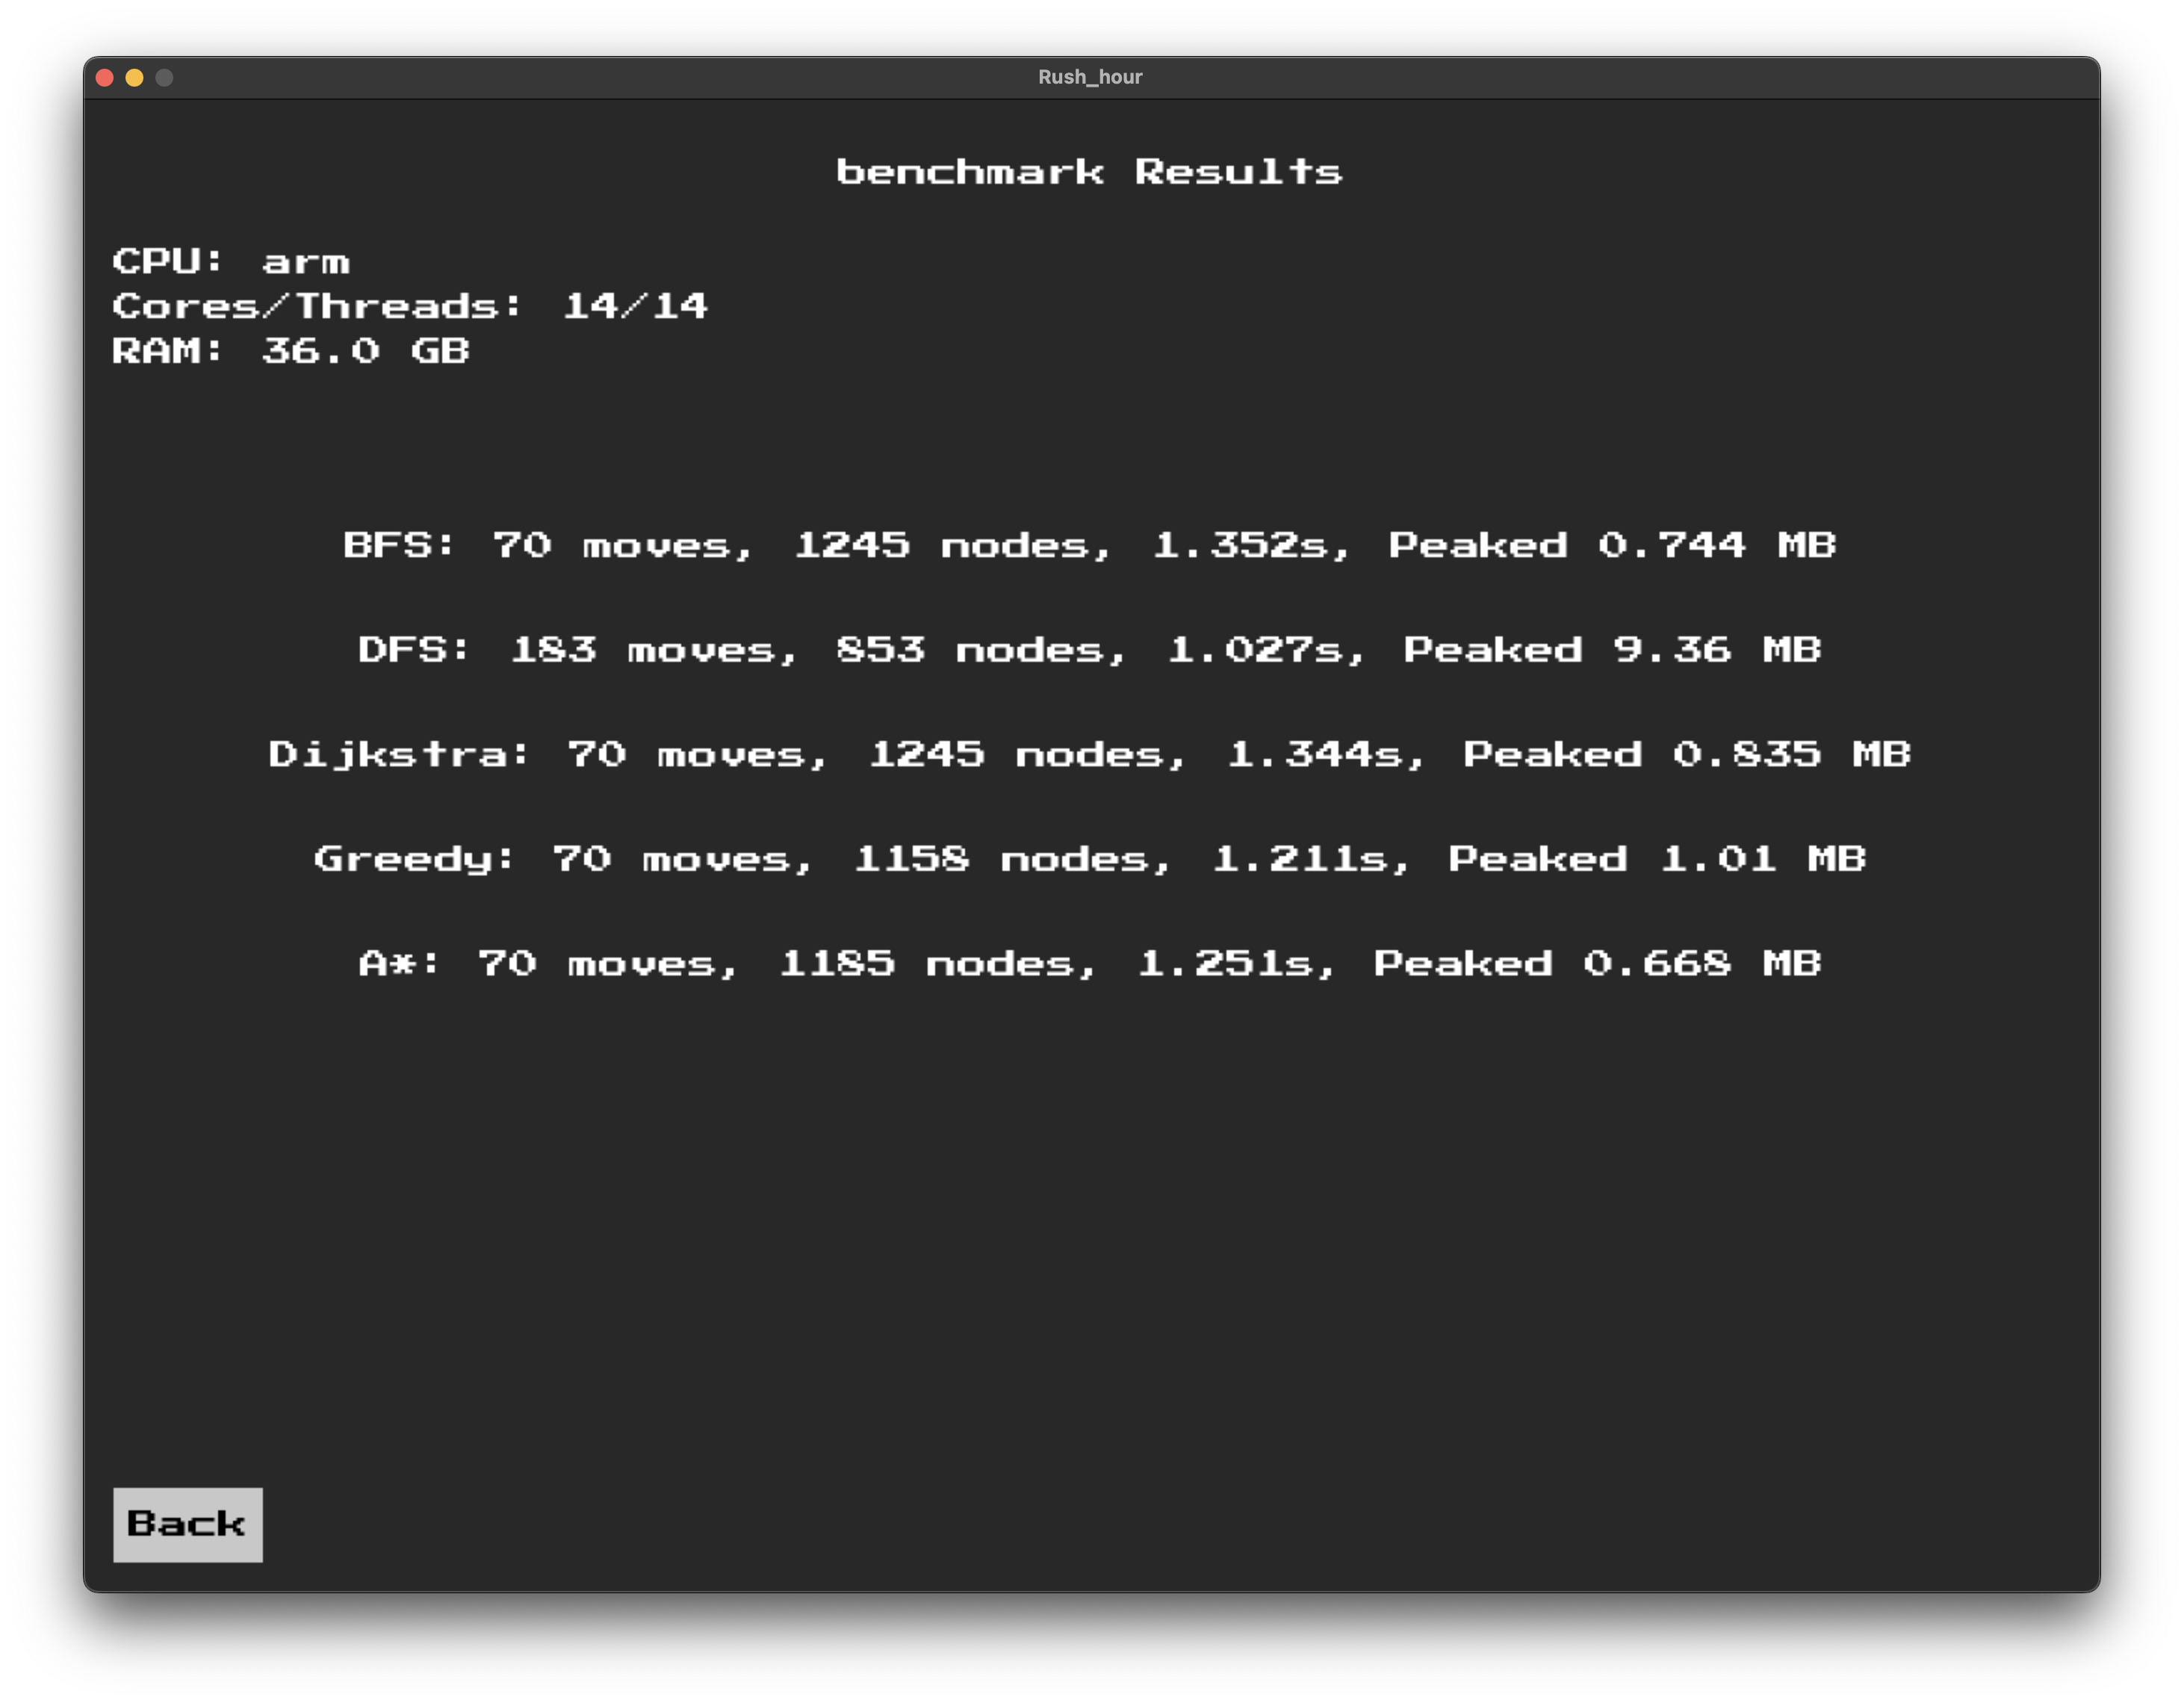 Rush_hour
benchmark Results
CPU: arm
Cores/Threads: 14/14
RAM: 36.0 GB
BFS: 70 moves, 1245 nodes, 1.352s, Peaked 0.744 MB
DFS: 183 moves, 853 nodes, 1.027s, Peaked 9.36 MB
Dijkstra: 70 moves, 1245 nodes, 1.344s, Peaked 0.835 MB
Greedy: 70 moves, 1158 nodes, 1.211s, Peaked 1.01 MB
A*: 70 moves, 1185 nodes, 1.251s, Peaked 0.668 MB
Back